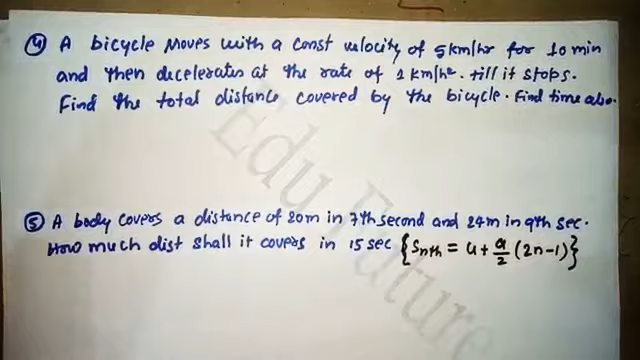 ④ A bicycle Moves with a const velocity of 5km/hr for 10 min
and then decelerates at the rate of 1 km/h². till it stops.
Find the total distance covered by the bicycle. Find time also.
⑤ A body covers a distance of 20m in 7th second and 24m in 9th sec.
How much dist shall it covers in 15 sec {Snth = u + a/2 (2n-1)}
Edu Future